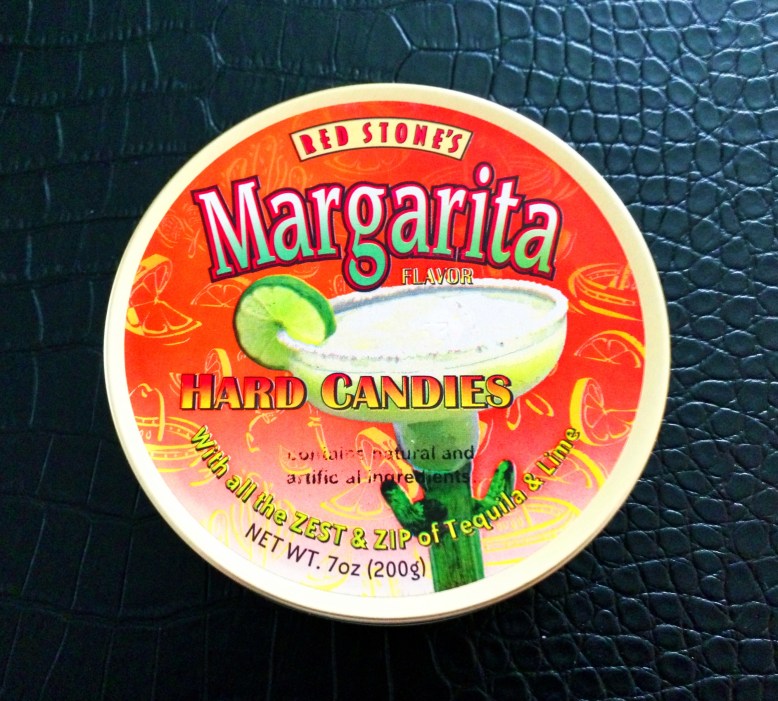 RED STONE'S
Margarita
FLAVOR
HARD CANDIES
contains natural and
artificial ingredients
With all the ZEST & ZIP of Tequila & Lime
NET WT. 7oz (200g)